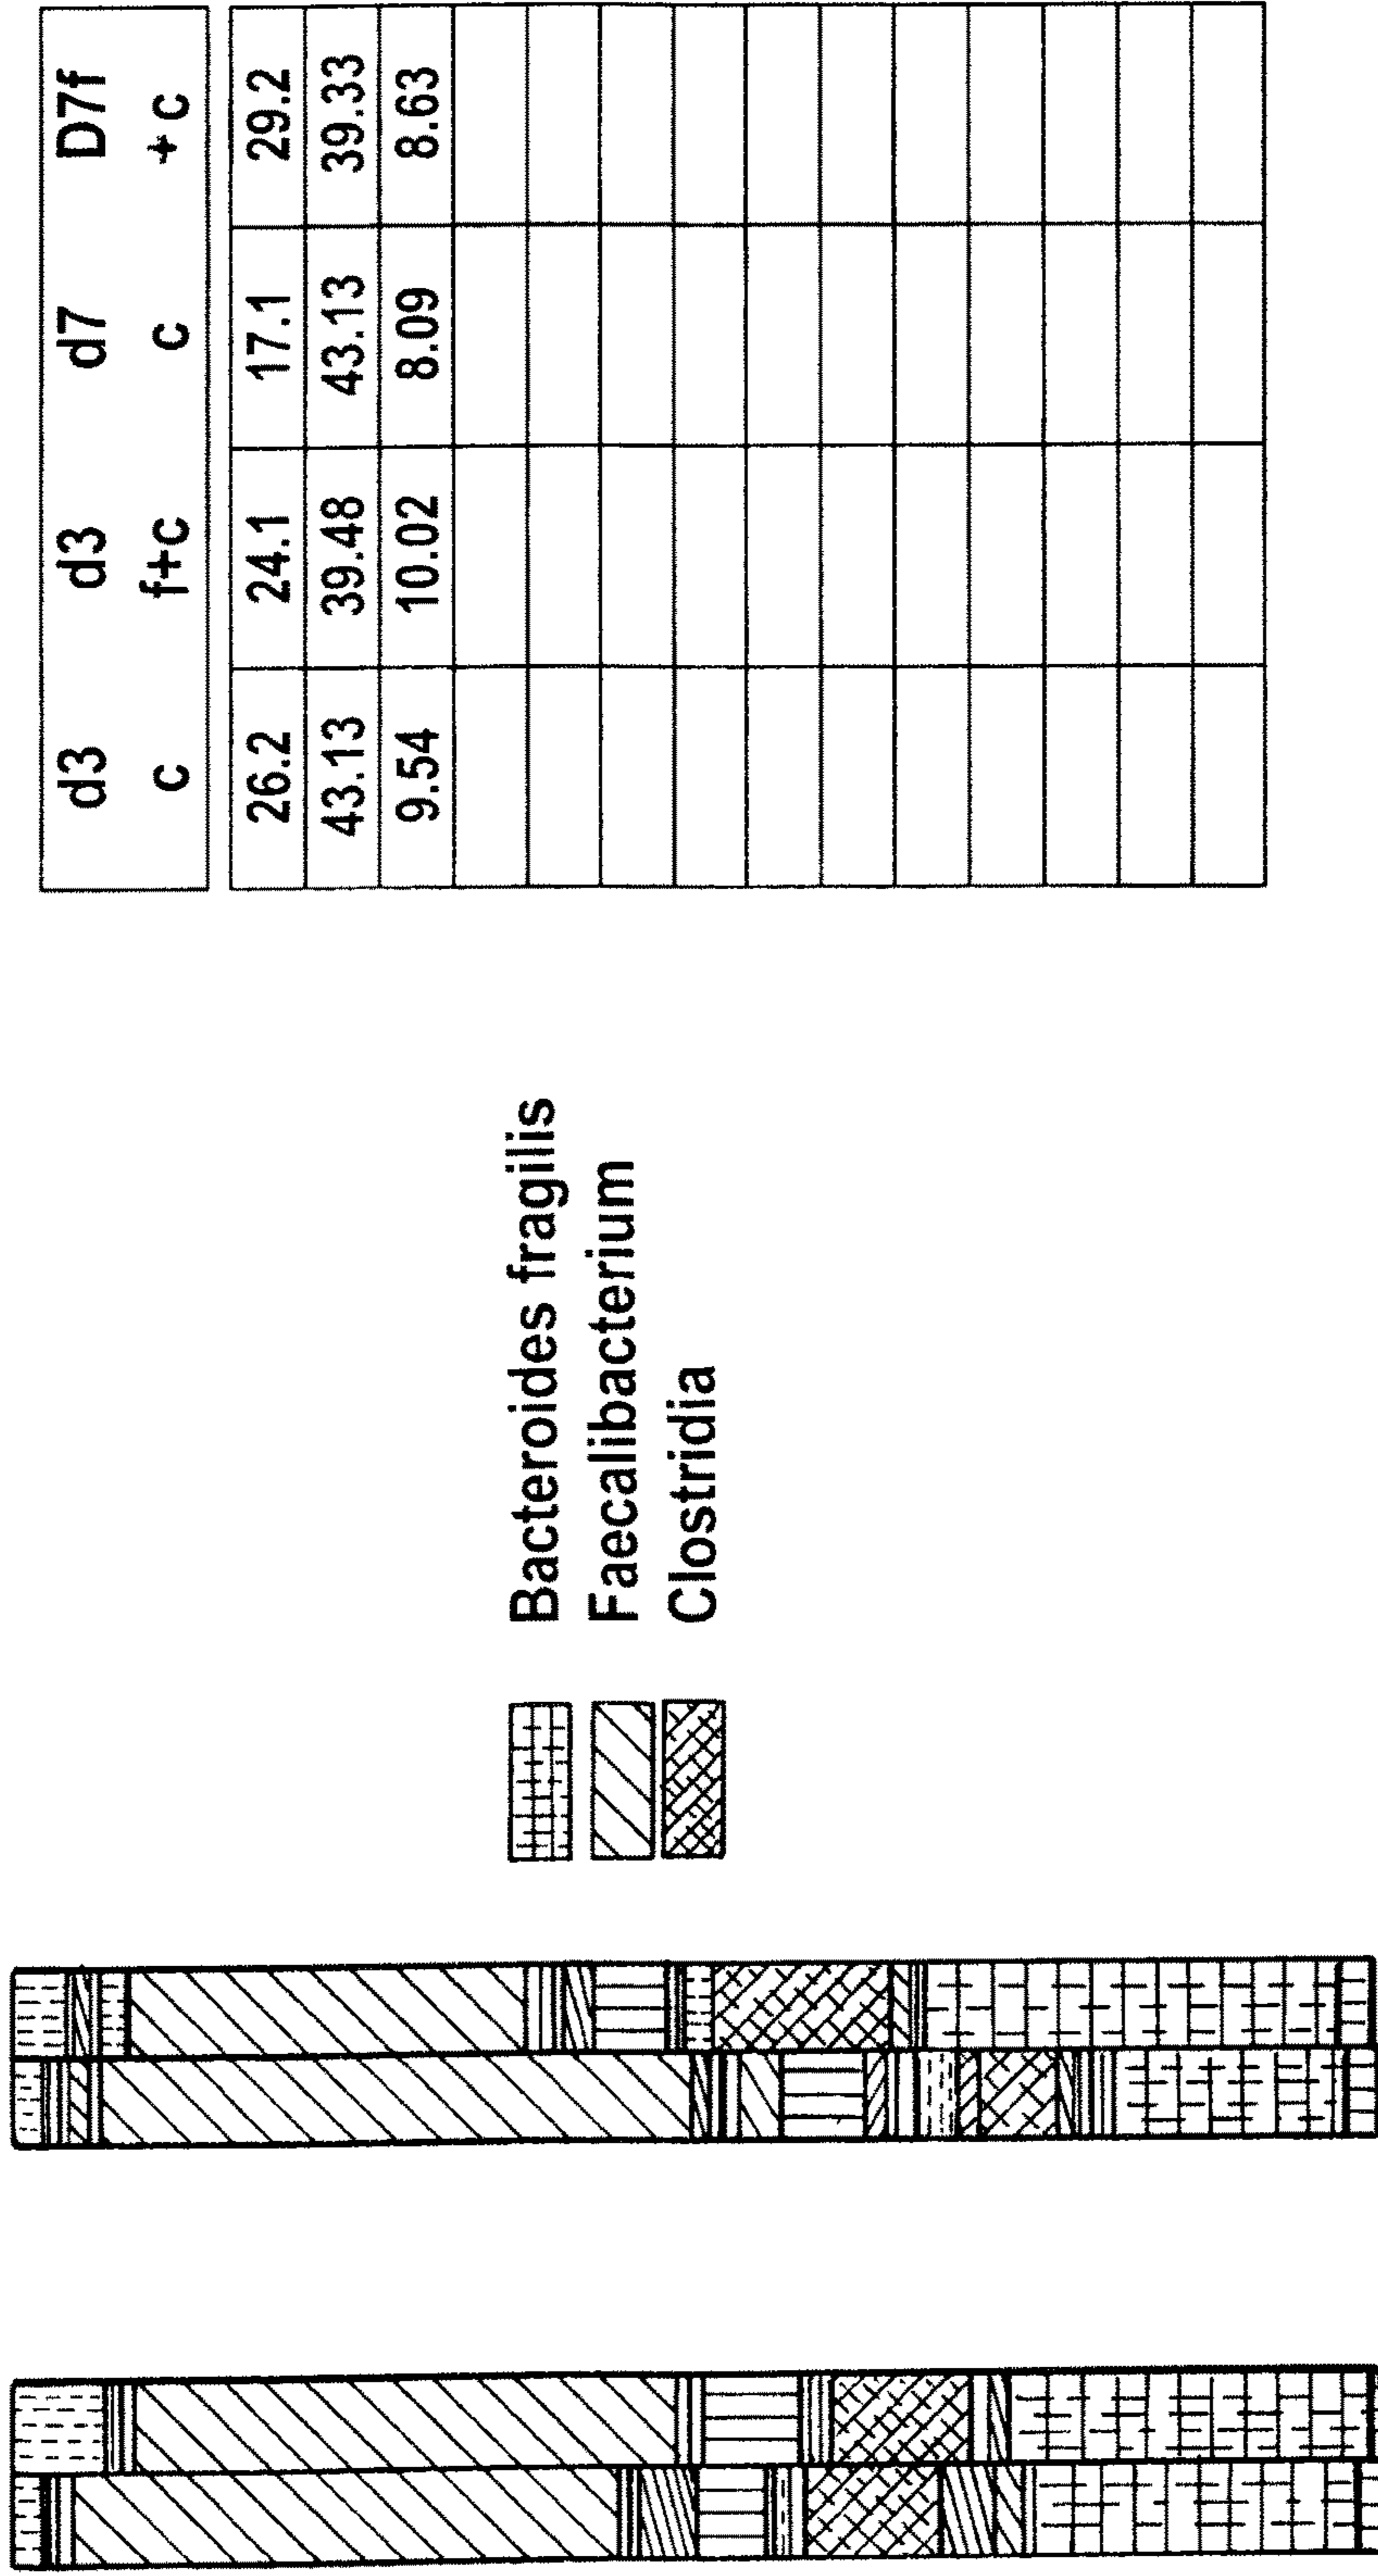 Bacteroides fragilis
Faecalibacterium
Clostridia
d3 d3 d7 D7f
c f+c c +c
26.2 24.1 17.1 29.2
43.13 39.48 43.13 39.33
9.54 10.02 8.09 8.63